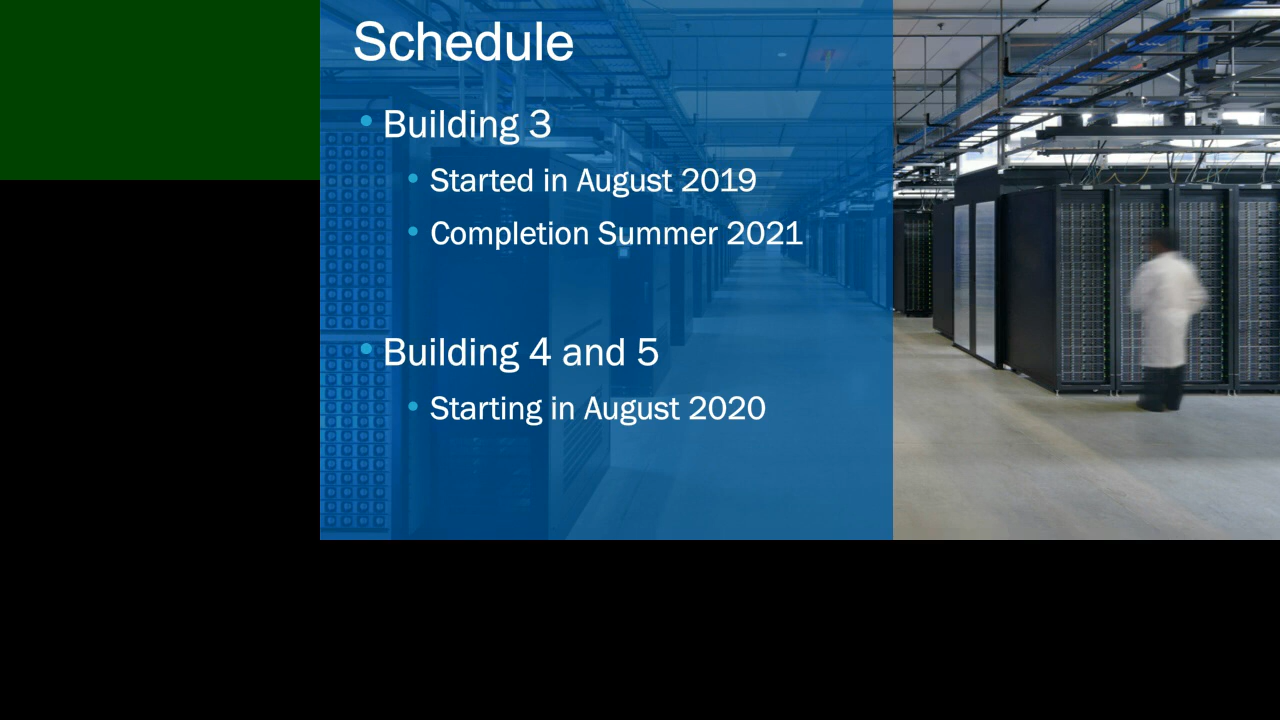 Schedule
• Building 3
• Started in August 2019
• Completion Summer 2021
• Building 4 and 5
• Starting in August 2020